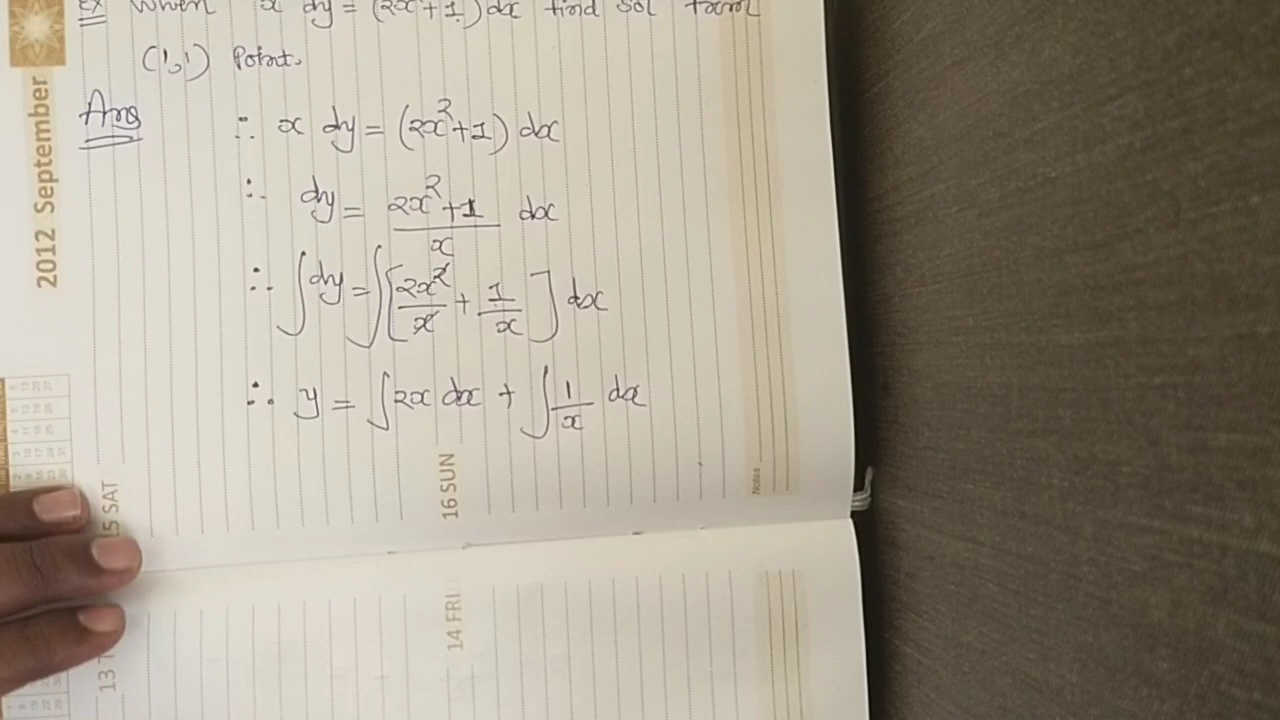 Ex When x dy = (2x²+1) dx find sol from
(1,1) Point.
Ans ∴ x dy = (2x²+1) dx
∴ dy = 2x²+1/x dx
∴ ∫dy = ∫[2x²/x + 1/x] dx
∴ y = ∫2x dx + ∫1/x dx
2012 September
15 SAT
16 SUN
Notes
13 T
14 FRI